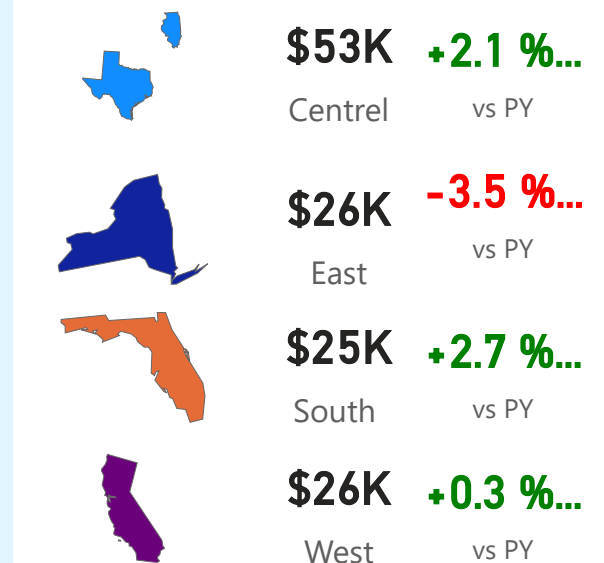 $53K +2.1 %...
Centrel vs PY
$26K -3.5 %...
East vs PY
$25K +2.7 %...
South vs PY
$26K +0.3 %...
West vs PY